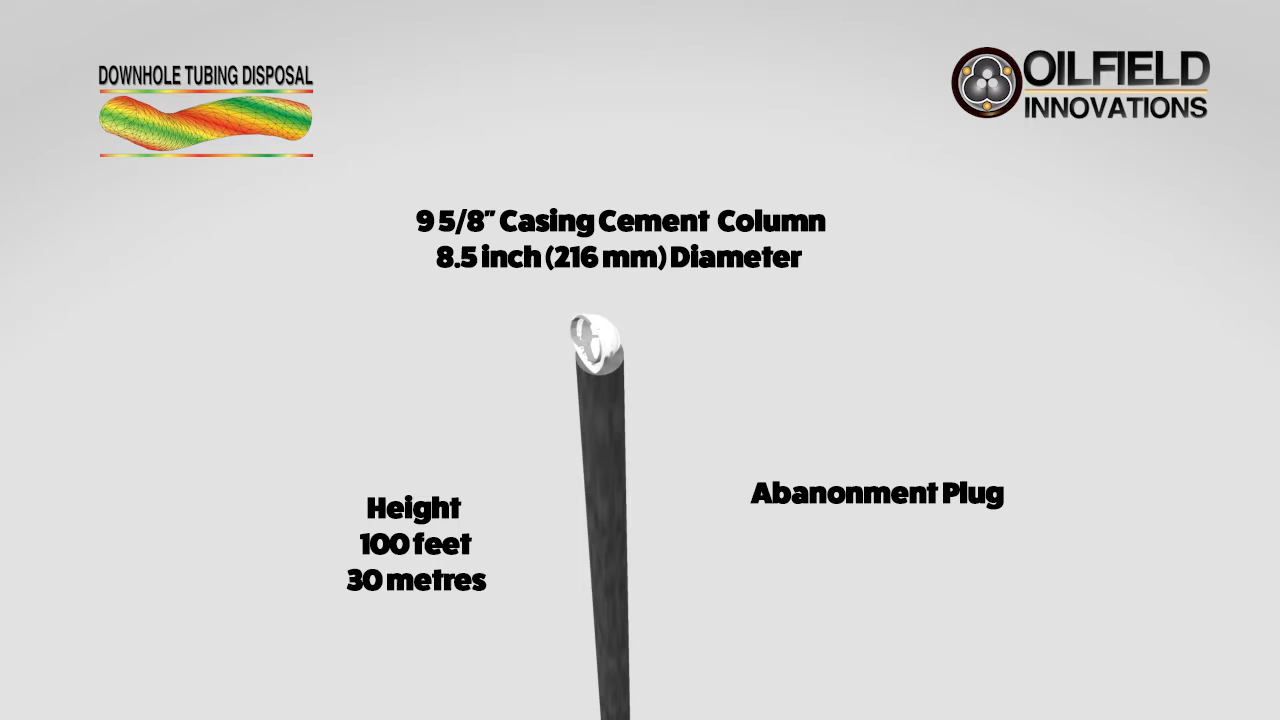 DOWNHOLE TUBING DISPOSAL
OILFIELD
INNOVATIONS
9 5/8" Casing Cement Column
8.5 inch (216 mm) Diameter
Height
100 feet
30 metres
Abanonment Plug